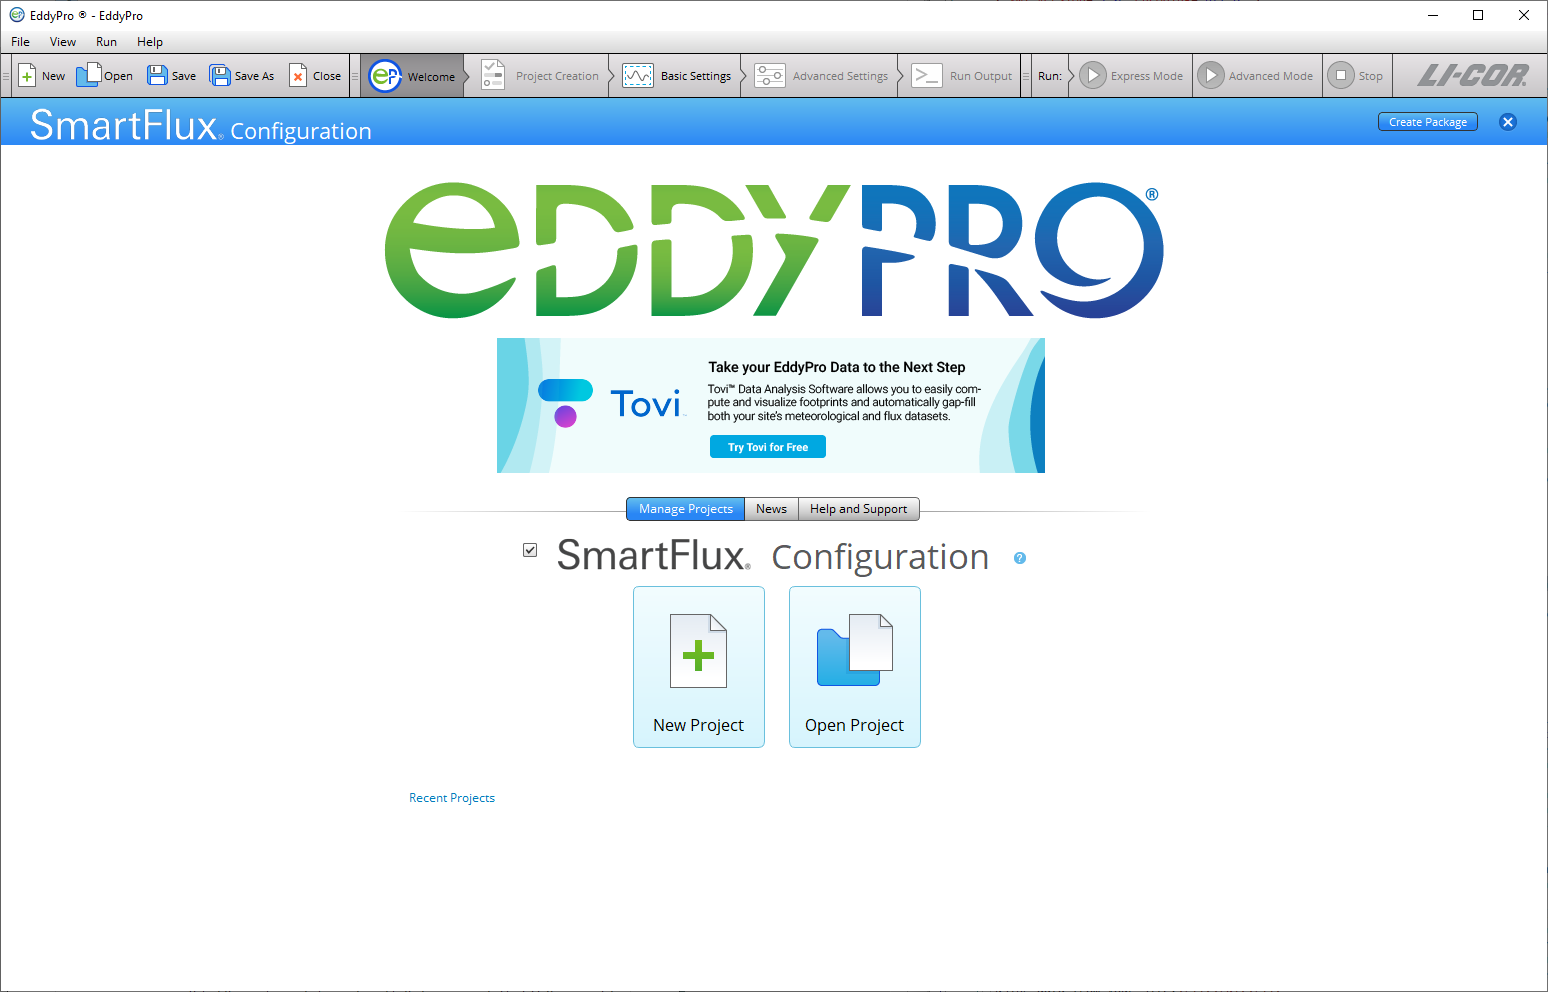 EddyPro ® - EddyPro
File View Run Help
New Open Save Save As Close Welcome Project Creation Basic Settings Advanced Settings Run Output Run: Express Mode Advanced Mode Stop LI-COR®
SmartFlux® Configuration Create Package
eDDYPRO®
Take your EddyPro Data to the Next Step
Tovi™
Tovi™ Data Analysis Software allows you to easily com-
pute and visualize footprints and automatically gap-fill
both your site's meteorological and flux datasets.
Try Tovi for Free
Manage Projects News Help and Support
SmartFlux® Configuration ?
New Project Open Project
Recent Projects